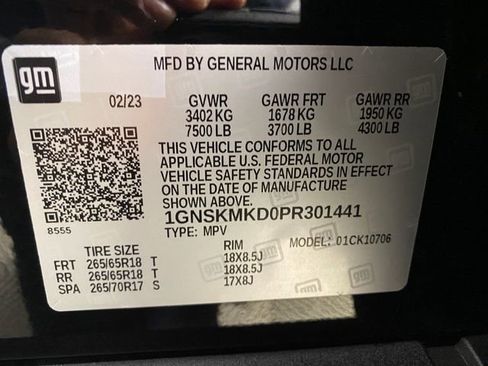 gm
MFD BY GENERAL MOTORS LLC
02/23 GVWR GAWR FRT GAWR RR
3402 KG 1678 KG 1950 KG
7500 LB 3700 LB 4300 LB
THIS VEHICLE CONFORMS TO ALL
APPLICABLE U.S. FEDERAL MOTOR
VEHICLE SAFETY STANDARDS IN EFFECT
ON THE DATE OF MANUFACTURE
SHOWN ABOVE.
8555
1GNSKMKD0PR301441
TYPE: MPV MODEL: 01CK10706
TIRE SIZE RIM
FRT 265/65R18 T 18X8.5J
RR 265/65R18 T 18X8.5J
SPA 265/70R17 S 17X8J